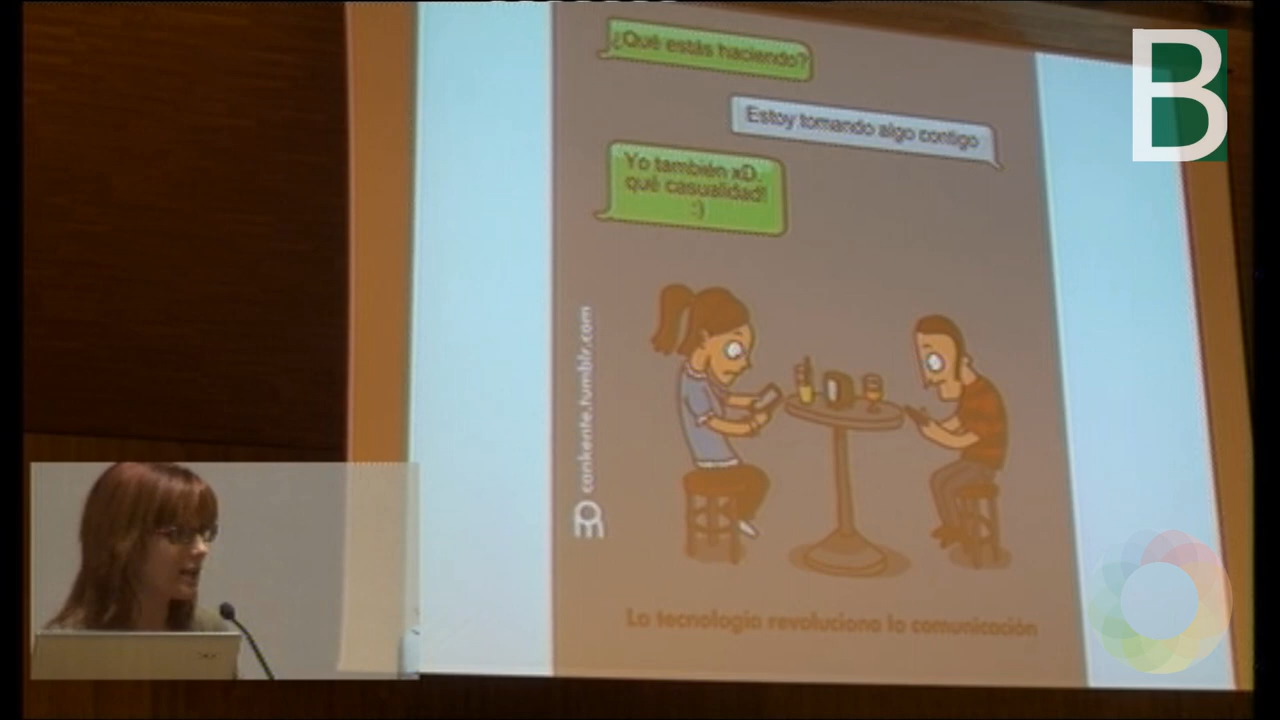 B
¿Qué estás haciendo?
Estoy tomando algo contigo
Yo también xD.
qué casualidad!
:)
conkente.tumblr.com
La tecnología revoluciona la comunicación